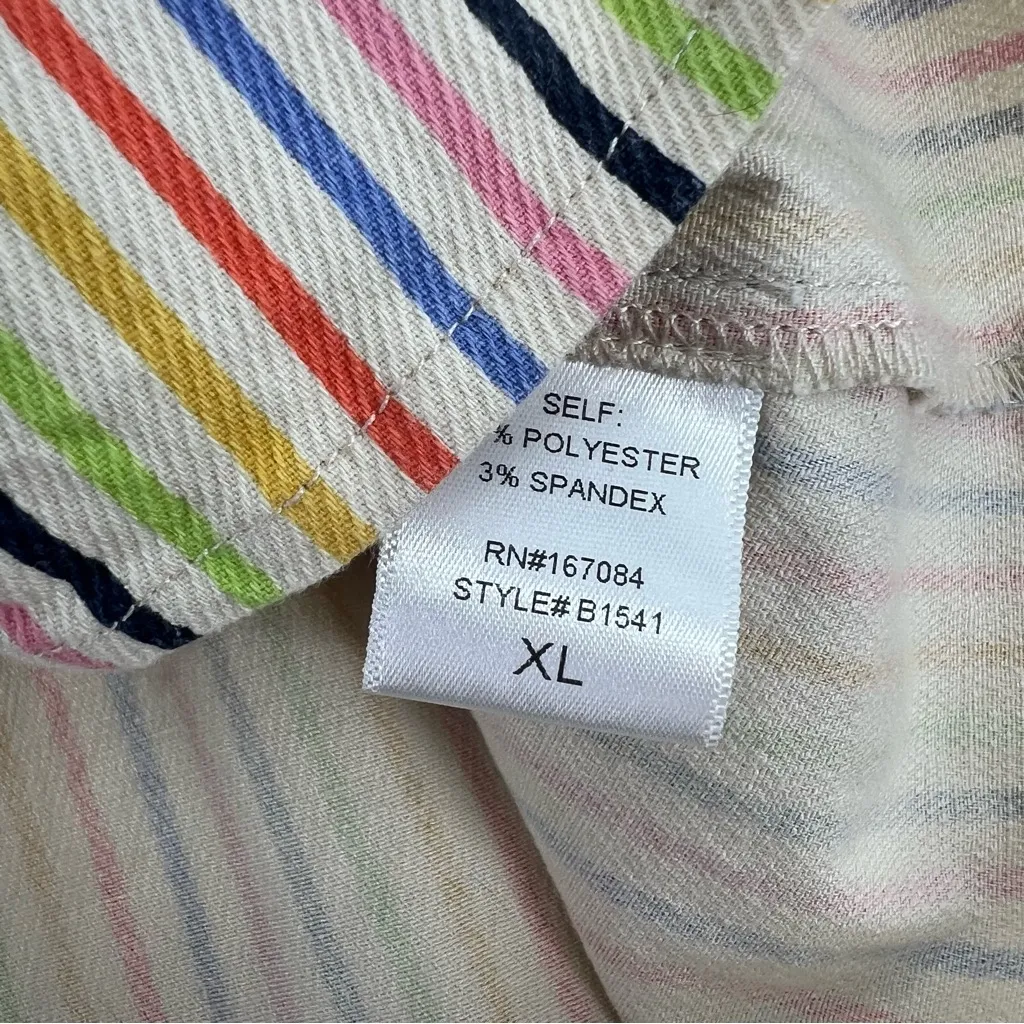 SELF:
% POLYESTER
3% SPANDEX
RN#167084
STYLE# B1541
XL